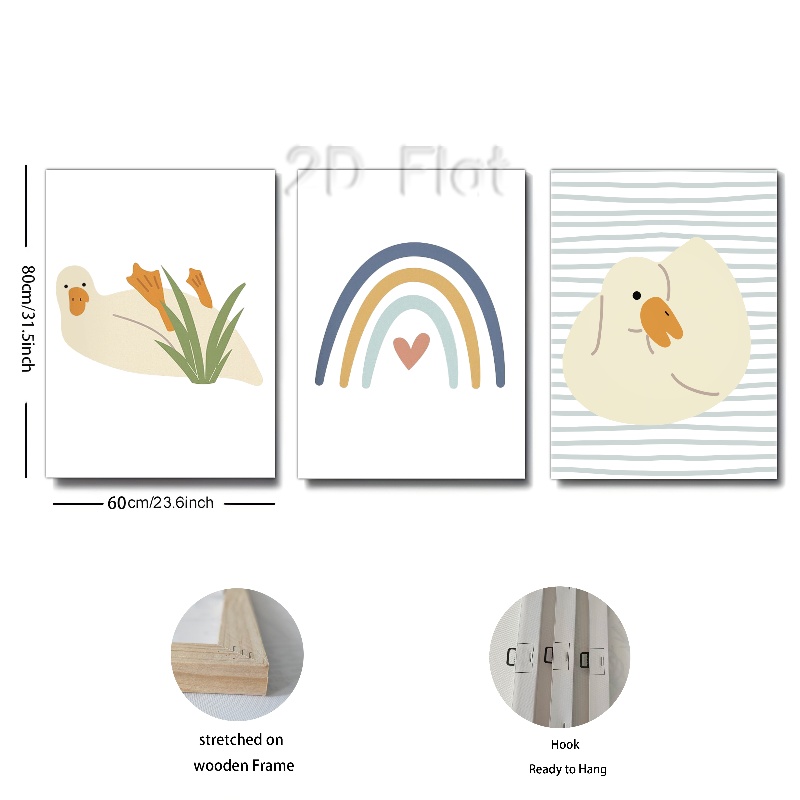 2D Flat
80cm/31.5inch
60cm/23.6inch
stretched on
wooden Frame
Hook
Ready to Hang